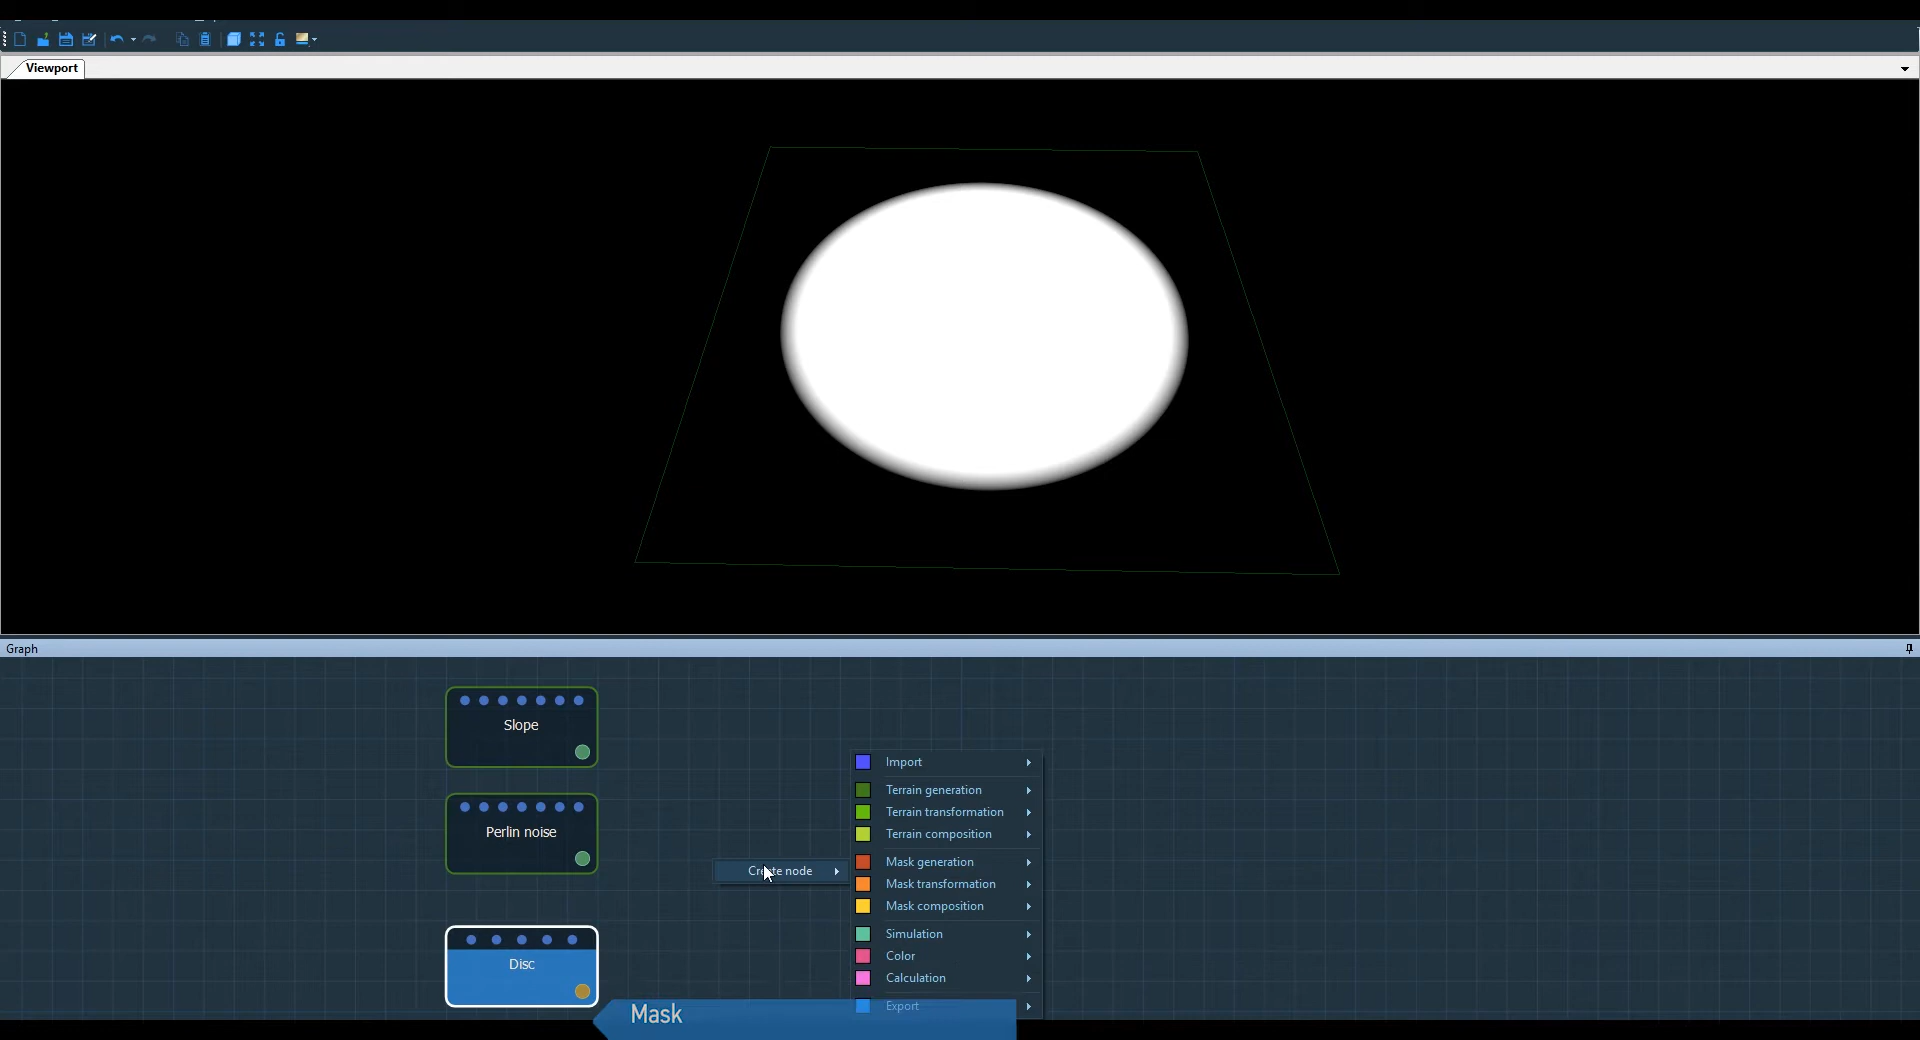 Viewport
Graph
Slope
Perlin noise
Disc
Create node
Import
Terrain generation
Terrain transformation
Terrain composition
Mask generation
Mask transformation
Mask composition
Simulation
Color
Calculation
Export
Mask